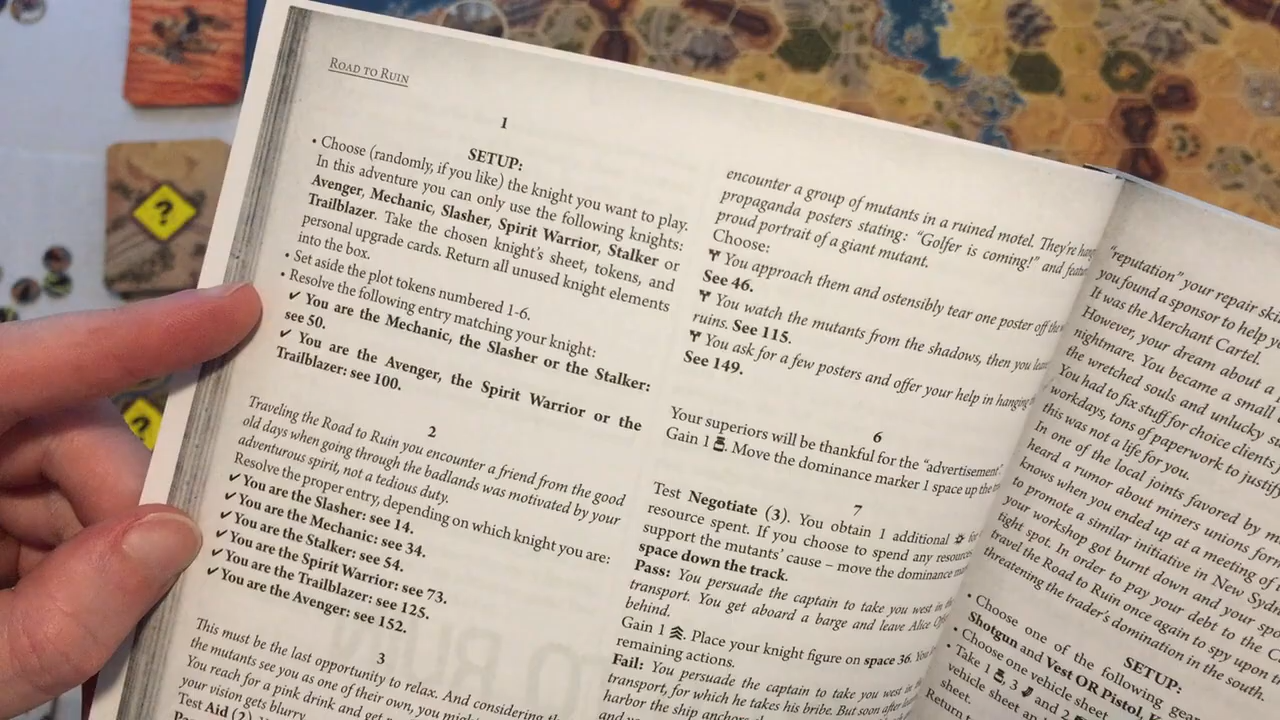 ROAD TO RUIN
1
SETUP:
• Choose (randomly, if you like) the knight you want to play.
In this adventure you can only use the following knights:
Avenger, Mechanic, Slasher, Spirit Warrior, Stalker or
Trailblazer. Take the chosen knight's sheet, tokens, and
personal upgrade cards. Return all unused knight elements
into the box.
• Set aside the plot tokens numbered 1-6.
• Resolve the following entry matching your knight:
✔ You are the Mechanic, the Slasher or the Stalker:
see 50.
✔ You are the Avenger, the Spirit Warrior or the
Trailblazer: see 100.
2
Traveling the Road to Ruin you encounter a friend from the good
old days when going through the badlands was motivated by your
adventurous spirit, not a tedious duty.
Resolve the proper entry, depending on which knight you are:
✔ You are the Slasher: see 14.
✔ You are the Mechanic: see 34.
✔ You are the Stalker: see 54.
✔ You are the Spirit Warrior: see 73.
✔ You are the Trailblazer: see 125.
✔ You are the Avenger: see 152.
3
This must be the last opportunity to relax. And considering the
the mutants see you as one of their own, you might
You reach for a pink drink and get
your vision gets blurry.
Test Aid (2)
encounter a group of mutants in a ruined motel. They're
propaganda posters stating: "Golfer is coming!" and
proud portrait of a giant mutant.
Choose:
You approach them and ostensibly tear one poster off the
See 46.
You watch the mutants from the shadows, then you
ruins. See 115.
You ask for a few posters and offer your help in hanging
See 149.
6
Your superiors will be thankful for the "advertisement".
Gain 1 . Move the dominance marker 1 space up the
7
Test Negotiate (3). You obtain 1 additional
resource spent. If you choose to spend any
support the mutants' cause – move the dominance
space down the track.
Pass: You persuade the captain to take you west in
transport. You get aboard a barge and leave Alice
behind.
Gain 1 . Place your knight figure on space 36.
remaining actions.
Fail: You persuade the captain to take you west in
transport, for which he takes his bribe. But soon after
harbor the ship
"reputation" your repair
you found a sponsor to help
It was the Merchant Cartel.
However, your dream about a
nightmare. You became a small
the wretched souls and unlucky
You had to fix stuff for choice clients,
workdays, tons of paperwork to justify
this was not a life for you.
In one of the local joints favored by
heard a rumor about miners unions
knows when you ended up at a meeting of
to promote a similar initiative in New
your workshop got burnt down and your
tight spot. In order to pay your debt to the
travel the Road to Ruin once again to spy upon
threatening the trader's domination in the south.
SETUP:
• Choose one of the following
Shotgun and Vest OR Pistol,
• Choose one vehicle
• Take 1 , 3 and 2
vehicle sheet
sheet.
Return
? 
?